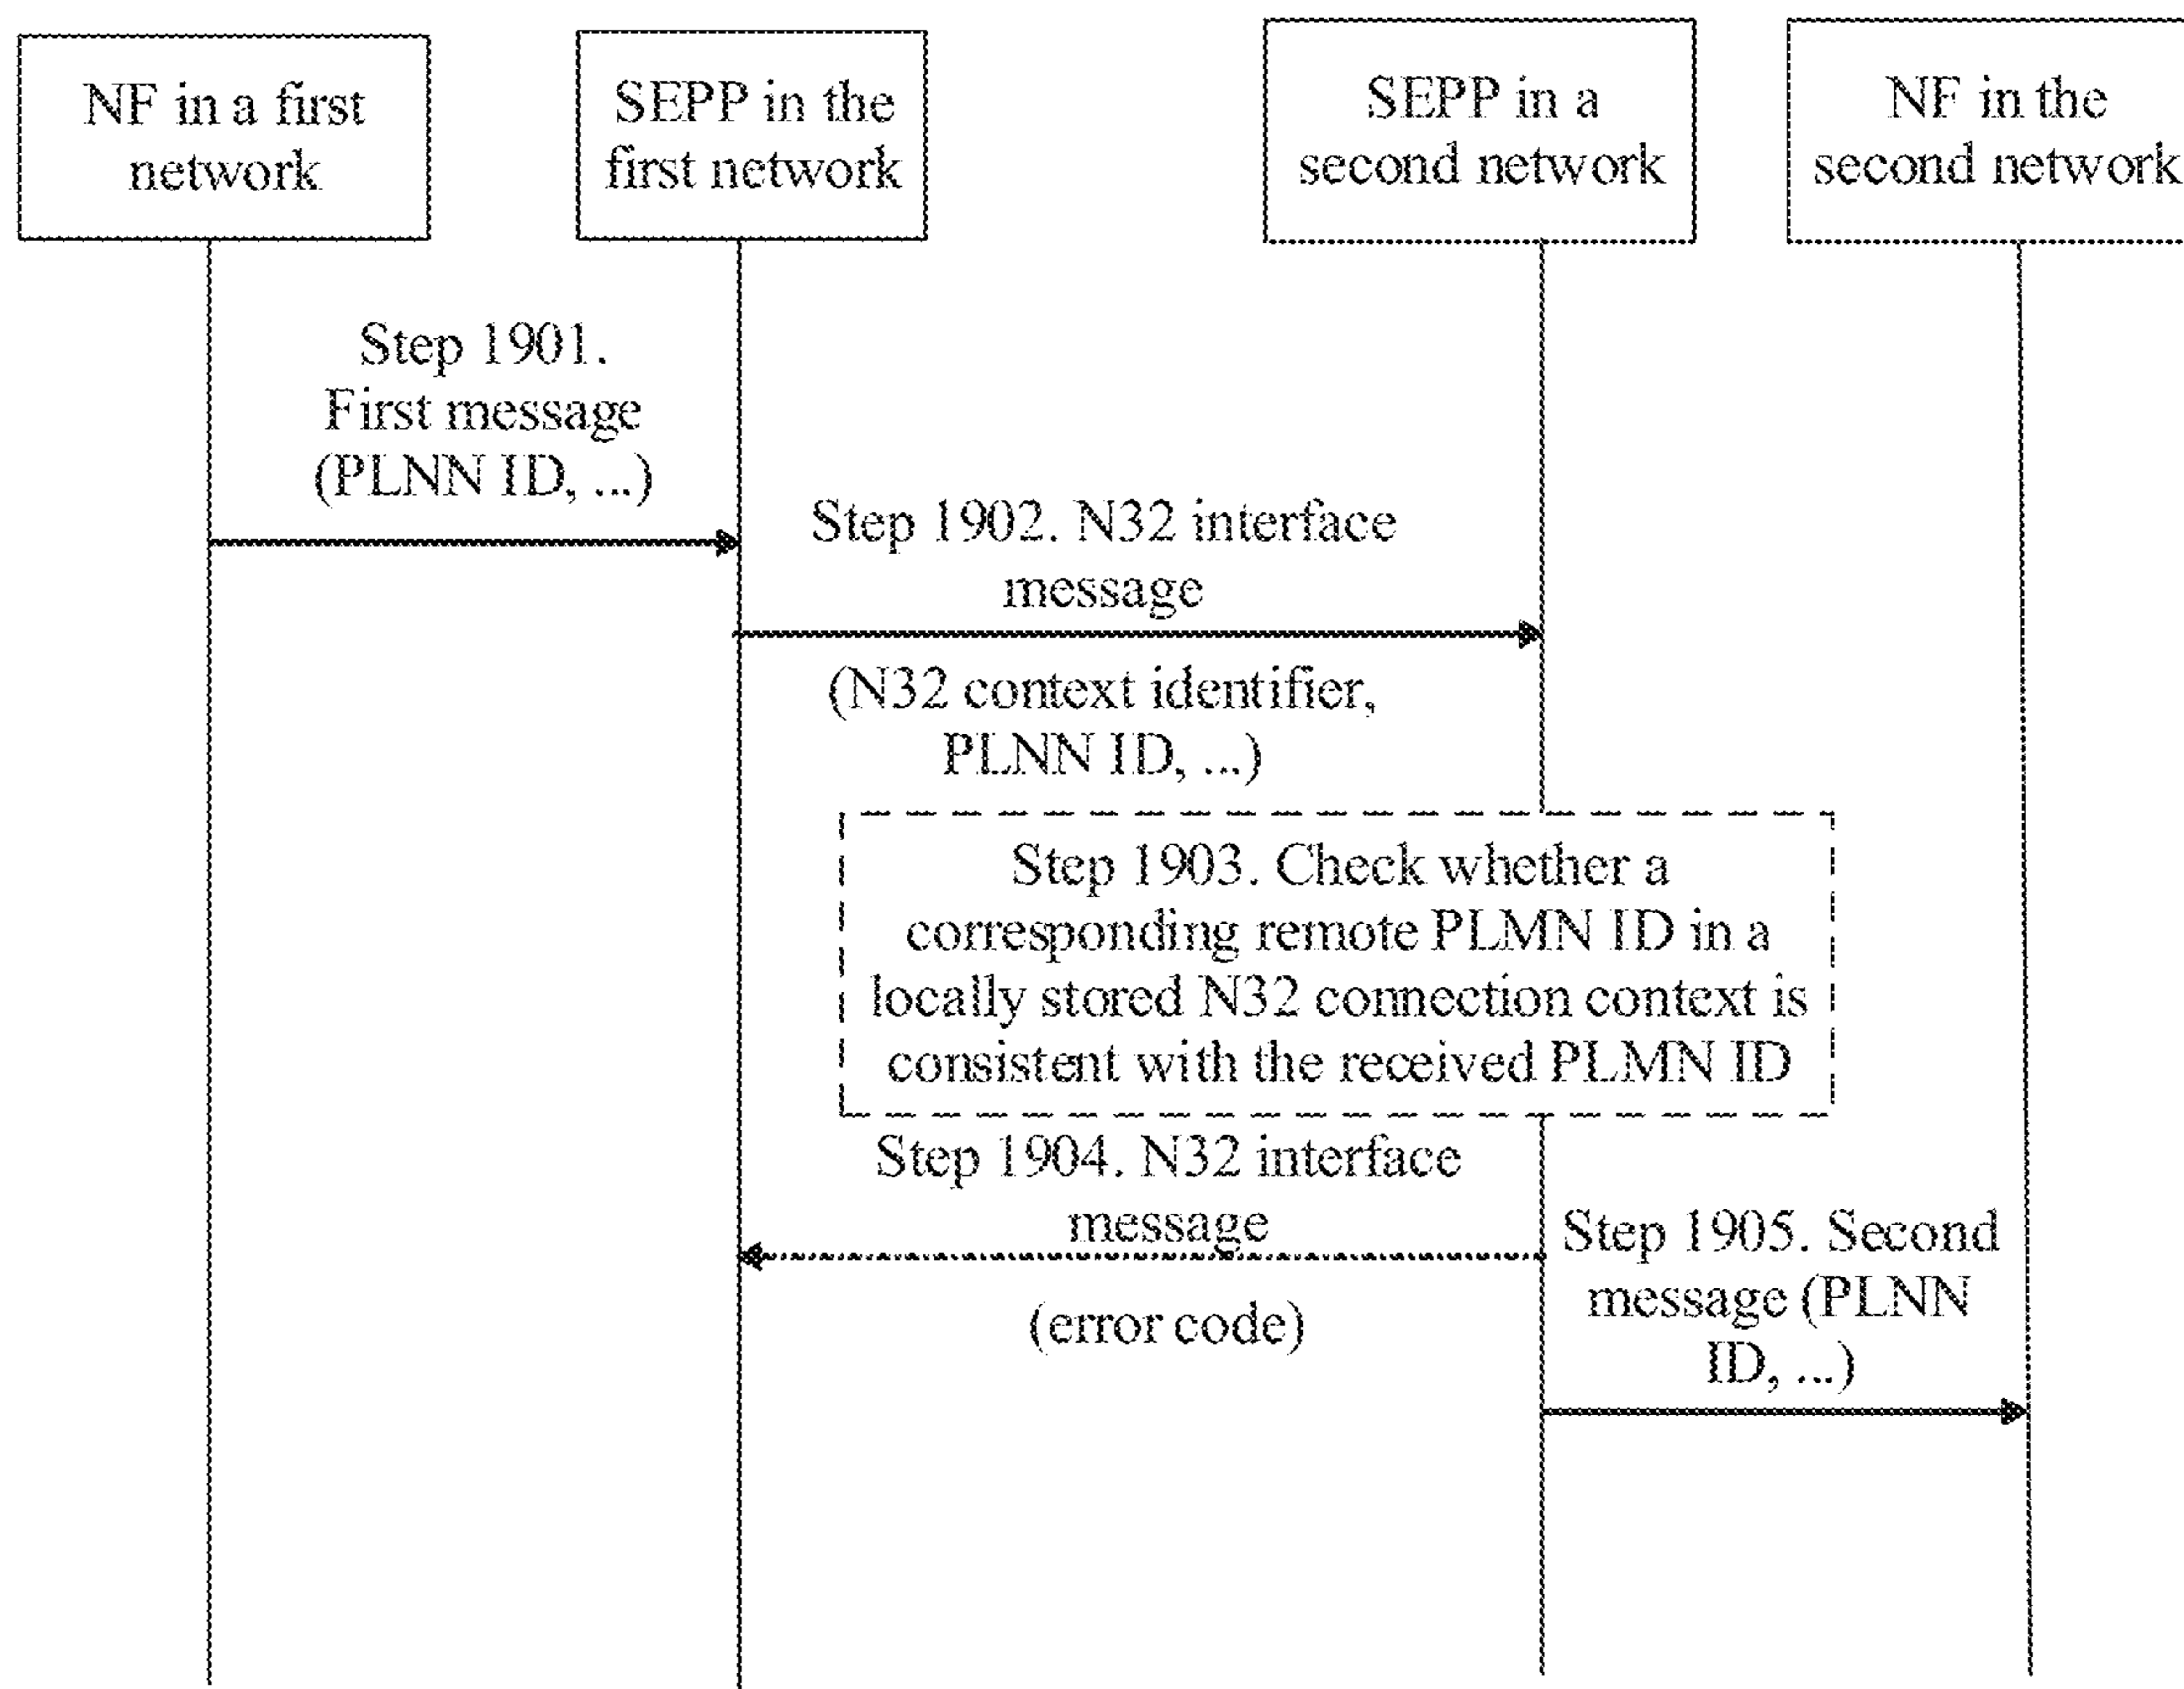 NF in a first
network
SEPP in the
first network
SEPP in a
second network
NF in the
second network
Step 1901.
First message
(PLNN ID, ...)
Step 1902. N32 interface
message
(N32 context identifier,
PLNN ID, ...)
Step 1903. Check whether a
corresponding remote PLMN ID in a
locally stored N32 connection context is
consistent with the received PLMN ID
Step 1904. N32 interface
message
(error code)
Step 1905. Second
message (PLNN
ID, ...)